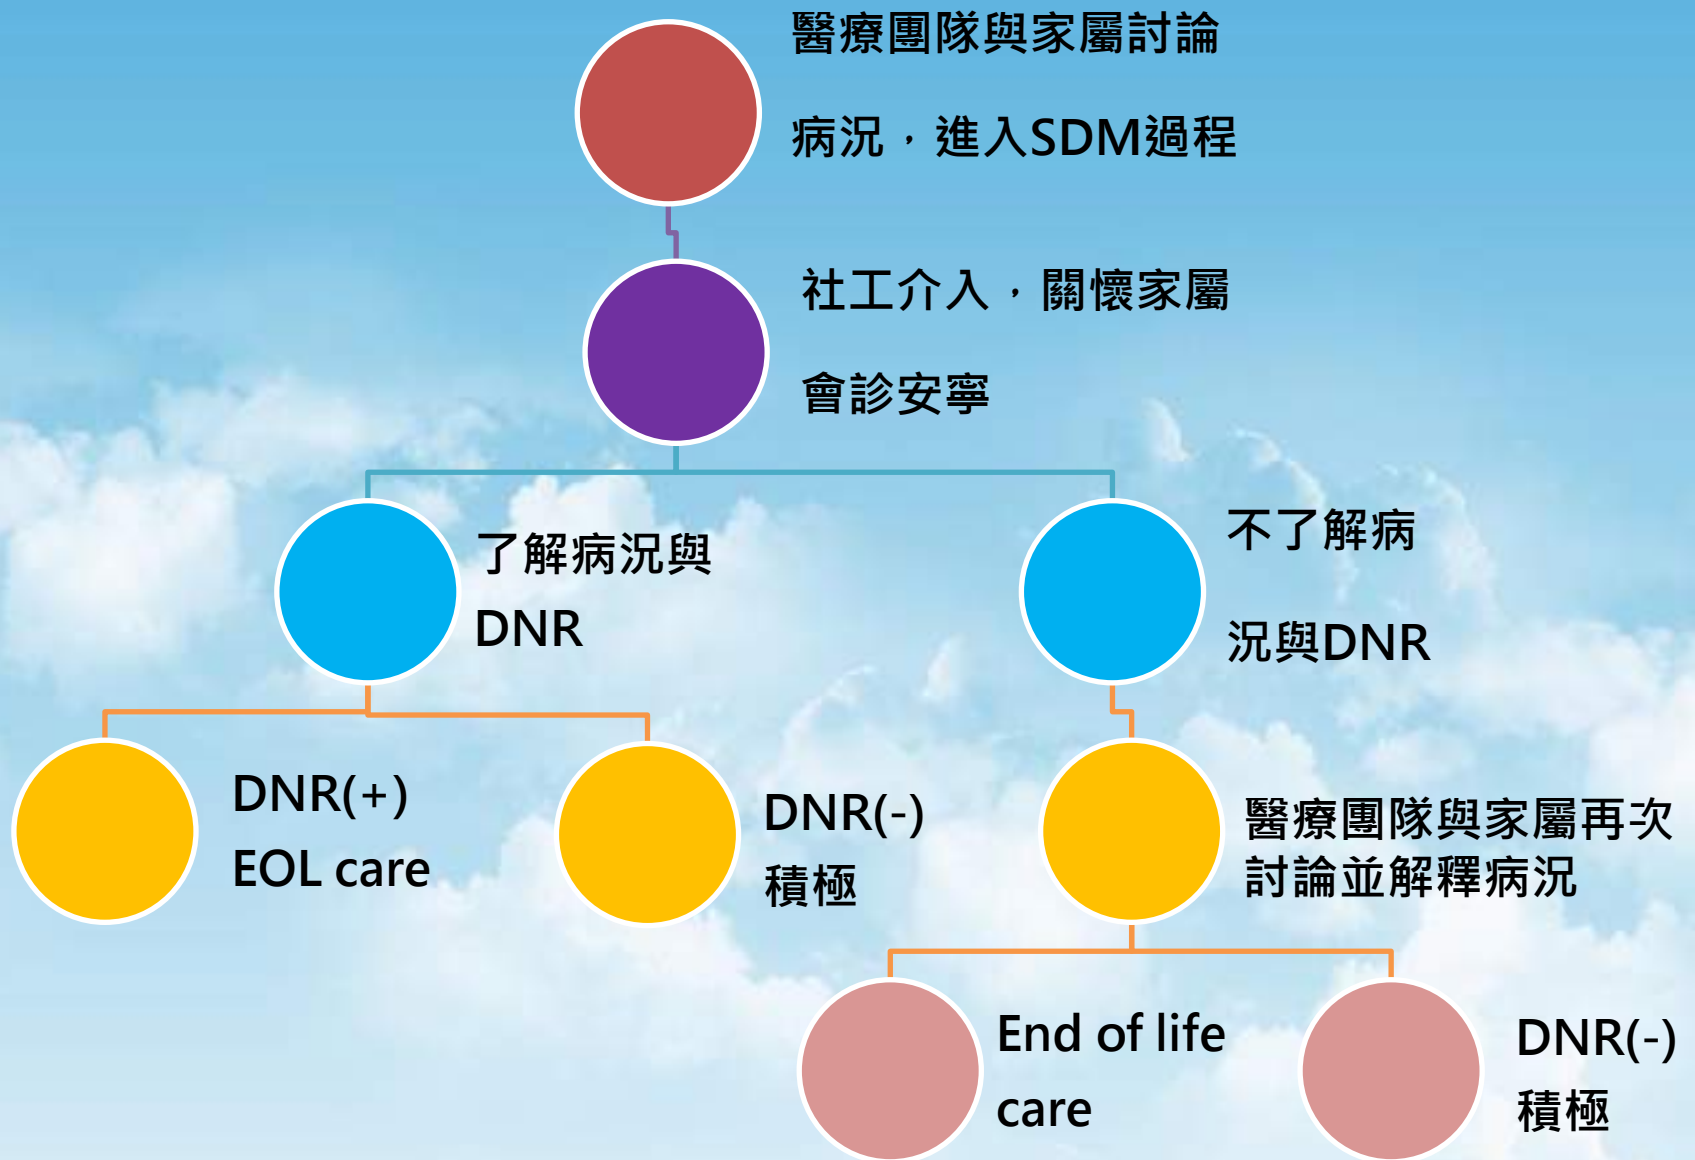 醫療團隊與家屬討論
病況，進入SDM過程
社工介入，關懷家屬
會診安寧
了解病況與
DNR
不了解病
況與DNR
DNR(+)
EOL care
DNR(-)
積極
醫療團隊與家屬再次
討論並解釋病況
End of life
care
DNR(-)
積極